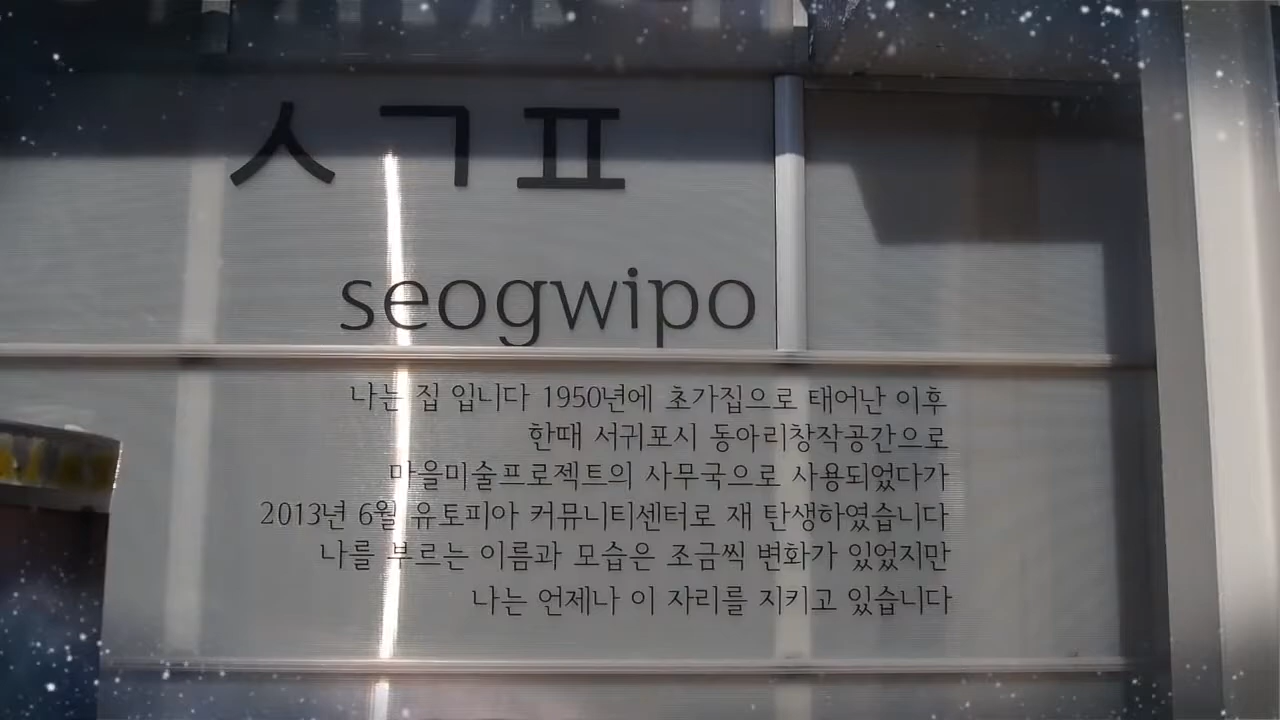 ㅅㄱㅍ
seogwipo
나는 집 입니다 1950년에 초가집으로 태어난 이후
한때 서귀포시 동아리창작공간으로
마을미술프로젝트의 사무국으로 사용되었다가
2013년 6월 유토피아 커뮤니티센터로 재 탄생하였습니다
나를 부르는 이름과 모습은 조금씩 변화가 있었지만
나는 언제나 이 자리를 지키고 있습니다